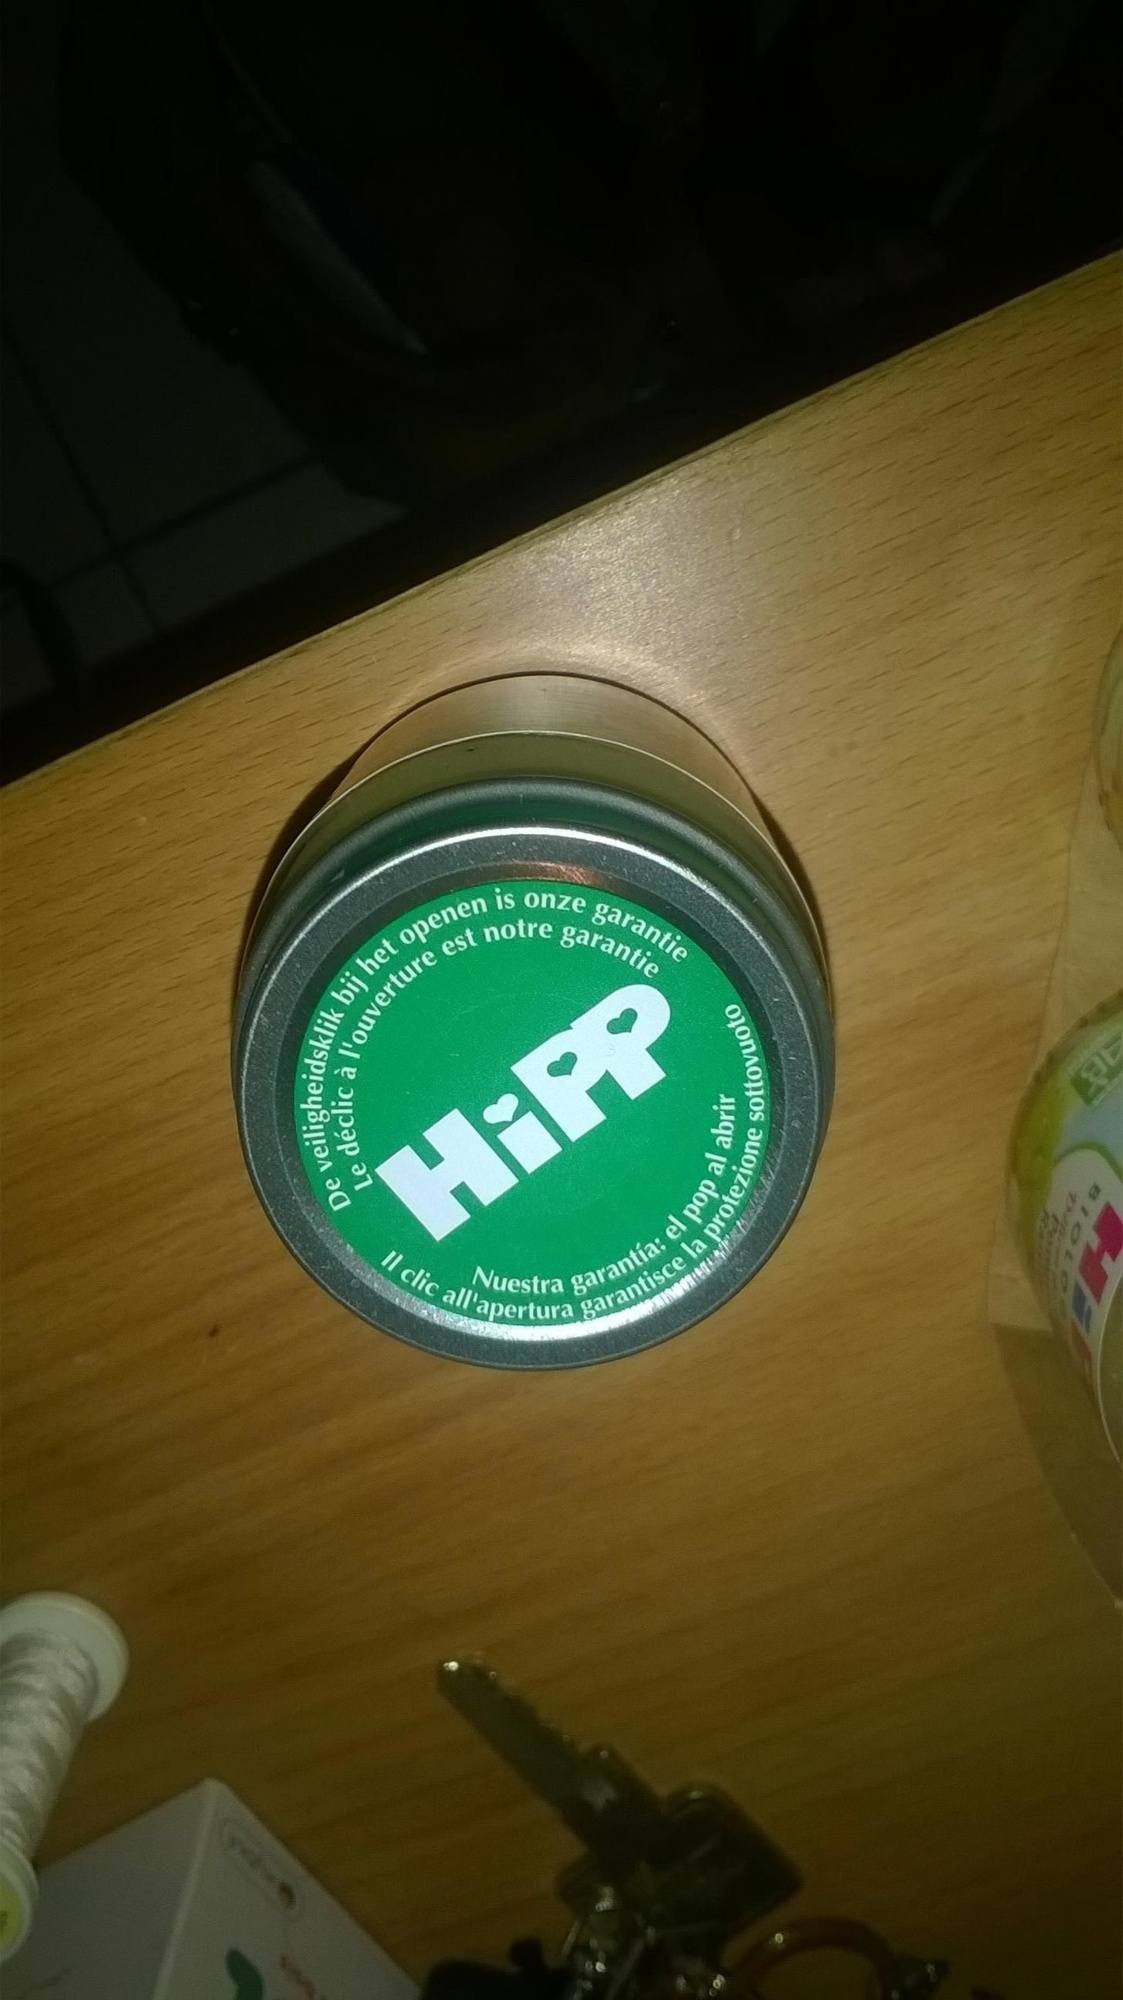 De veiligheidsklik bij het openen is onze garantie
Le déclic à l'ouverture est notre garantie
HiPP
Nuestra garantía: el pop al abrir
Il clic all'apertura garantisce la protezione sottovuoto